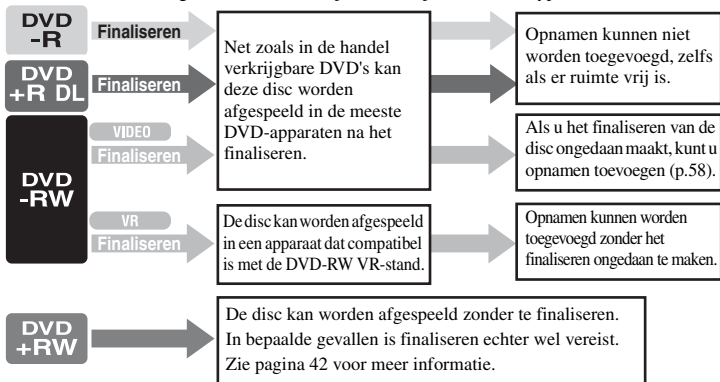 DVD
-R
Finaliseren
DVD
+R DL
Finaliseren
Net zoals in de handel
verkrijgbare DVD's kan
deze disc worden
afgespeeld in de meeste
DVD-apparaten na het
finaliseren.
Opnamen kunnen niet
worden toegevoegd, zelfs
als er ruimte vrij is.
DVD
-RW
VIDEO
Finaliseren
Als u het finaliseren van de
disc ongedaan maakt, kunt u
opnamen toevoegen (p.58).
VR
Finaliseren
De disc kan worden afgespeeld
in een apparaat dat compatibel
is met de DVD-RW VR-stand.
Opnamen kunnen worden
toegevoegd zonder het
finaliseren ongedaan te maken.
DVD
+RW
De disc kan worden afgespeeld zonder te finaliseren.
In bepaalde gevallen is finaliseren echter wel vereist.
Zie pagina 42 voor meer informatie.